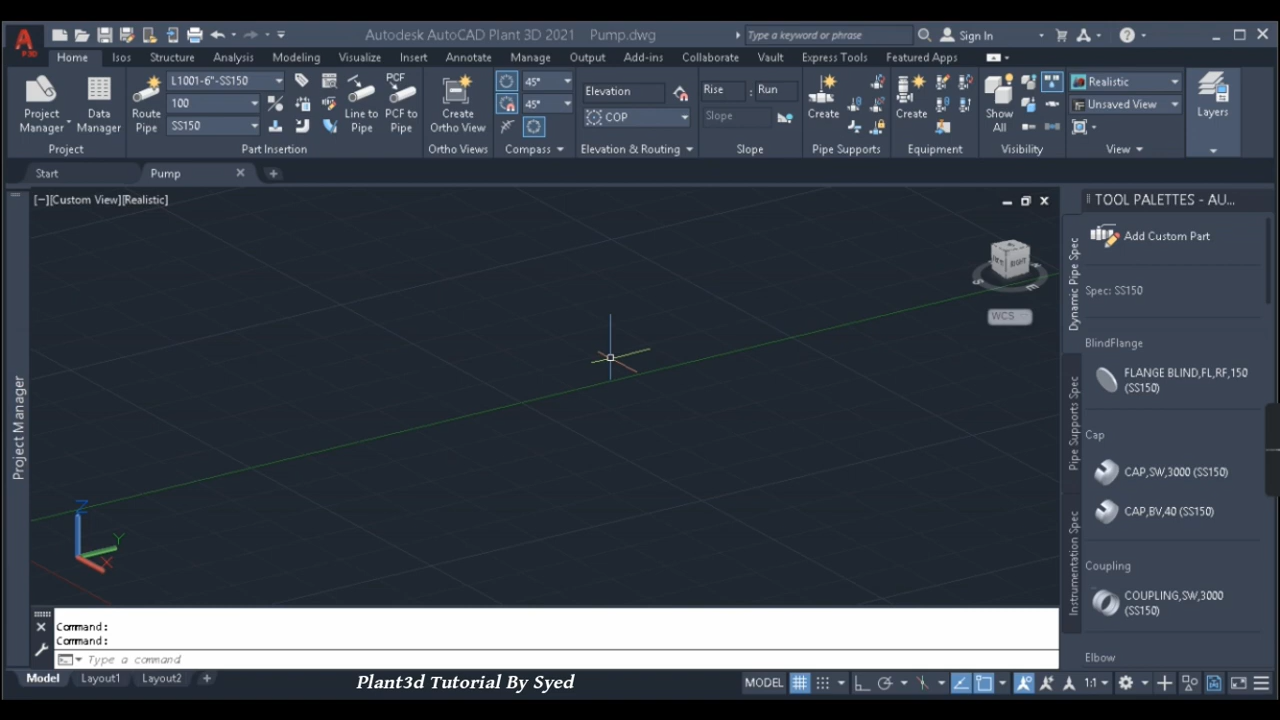 Autodesk AutoCAD Plant 3D 2021 Pump.dwg
Type a keyword or phrase
Sign In
P3D
Home Isos Structure Analysis Modeling Visualize Insert Annotate Manage Output Add-ins Collaborate Vault Express Tools Featured Apps
Project Manager
Data Manager
Project
Route Pipe
L1001-6"-SS150
100
SS150
Line to Pipe
PCF
PCF to Pipe
Part Insertion
Create Ortho View
Ortho Views
45°
45°
Compass
Elevation
COP
Elevation & Routing
Rise : Run
Slope
Slope
Create
Pipe Supports
Create
Equipment
Show All
Visibility
Realistic
Unsaved View
View
Layers
Start
Pump
[−][Custom View][Realistic]
RIGHT
WCS
Z
Y
X
Project Manager
TOOL PALETTES - AU...
Dynamic Pipe Spec
Pipe Supports Spec
Instrumentation Spec
Add Custom Part
Spec: SS150
BlindFlange
FLANGE BLIND,FL,RF,150
(SS150)
Cap
CAP,SW,3000 (SS150)
CAP,BV,40 (SS150)
Coupling
COUPLING,SW,3000
(SS150)
Elbow
Command:
Command:
Type a command
Model Layout1 Layout2
Plant3d Tutorial By Syed
MODEL
1:1